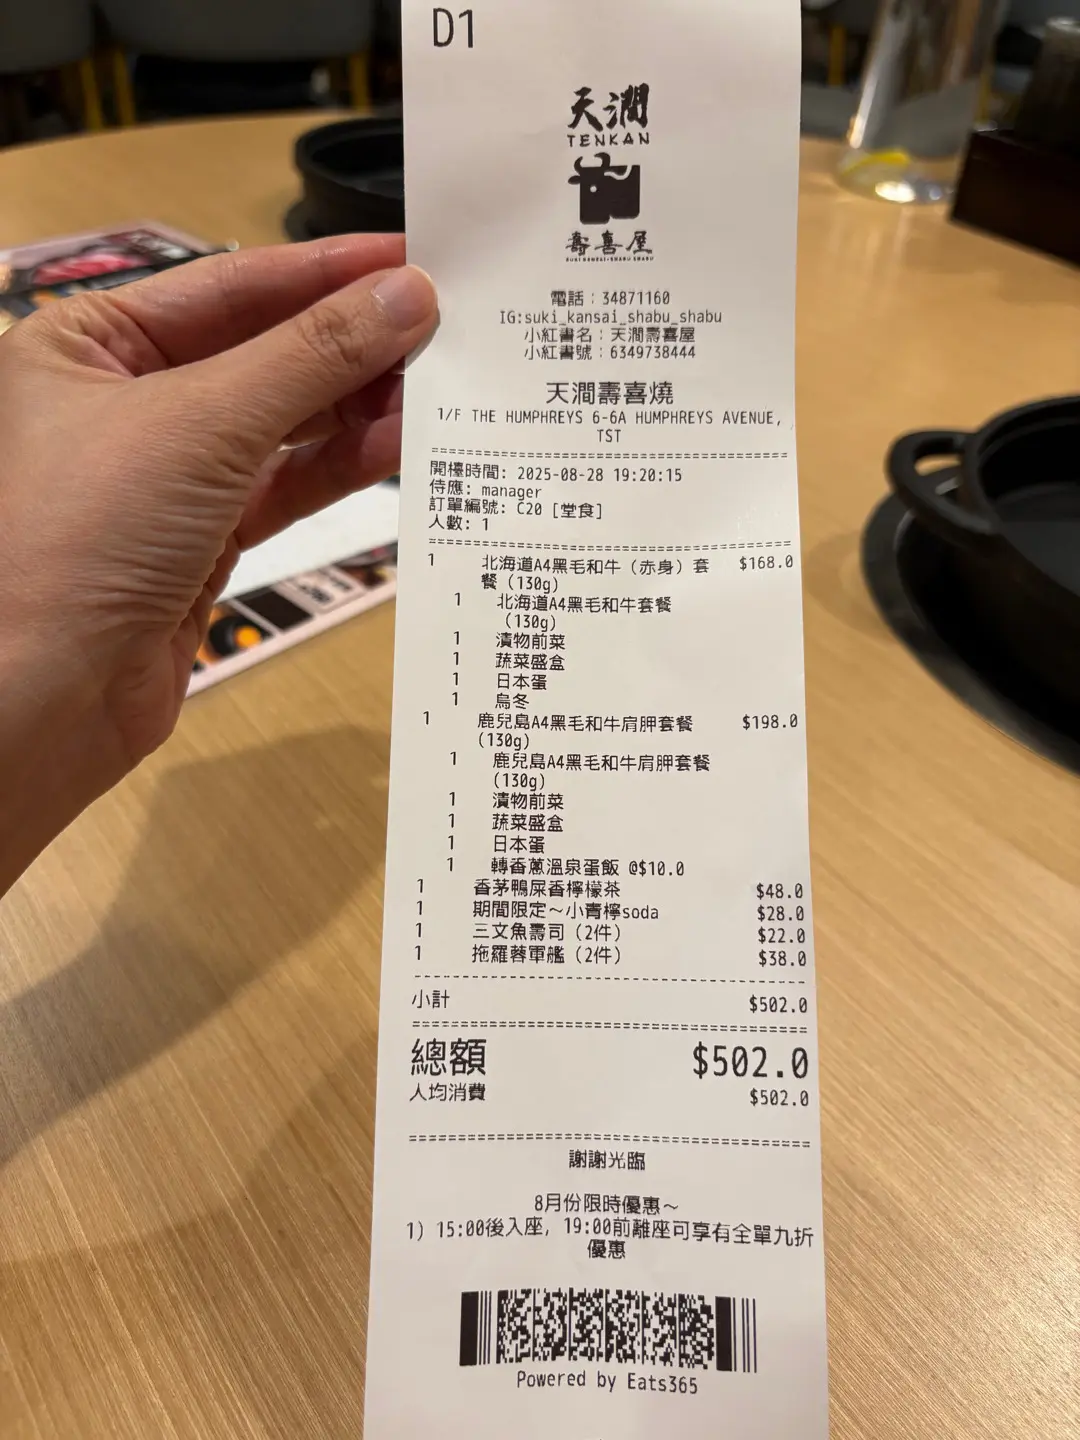 D1
天澗
TENKAN
壽喜屋
SUKI KANSAI·SHABU SHABU
電話：34871160
IG:suki_kansai_shabu_shabu
小紅書名：天澗壽喜屋
小紅書號：6349738444
天澗壽喜燒
1/F THE HUMPHREYS 6-6A HUMPHREYS AVENUE,
TST
開檯時間: 2025-08-28 19:20:15
侍應: manager
訂單編號: C20 [堂食]
人數: 1
1 北海道A4黑毛和牛（赤身）套 $168.0
餐（130g）
1 北海道A4黑毛和牛套餐
（130g）
1 漬物前菜
1 蔬菜盛盒
1 日本蛋
1 烏冬
1 鹿兒島A4黑毛和牛肩胛套餐 $198.0
(130g)
1 鹿兒島A4黑毛和牛肩胛套餐
(130g)
1 漬物前菜
1 蔬菜盛盒
1 日本蛋
1 轉香蔥溫泉蛋飯 @$10.0
1 香茅鴨屎香檸檬茶 $48.0
1 期間限定～小青檸soda $28.0
1 三文魚壽司（2件） $22.0
1 拖羅蓉軍艦（2件） $38.0
小計 $502.0
總額 $502.0
人均消費 $502.0
謝謝光臨
8月份限時優惠～
1) 15:00後入座, 19:00前離座可享有全單九折
優惠
Powered by Eats365